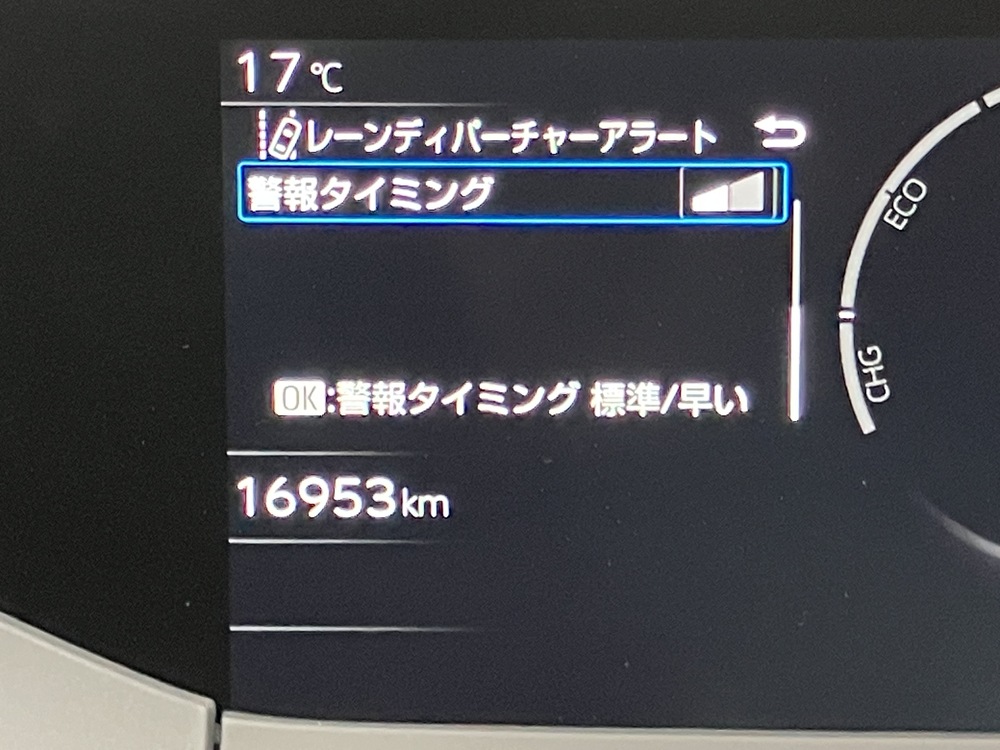 17℃
レーンディパーチャーアラート
警報タイミング
OK:警報タイミング 標準/早い
16953km
ECO
CHG